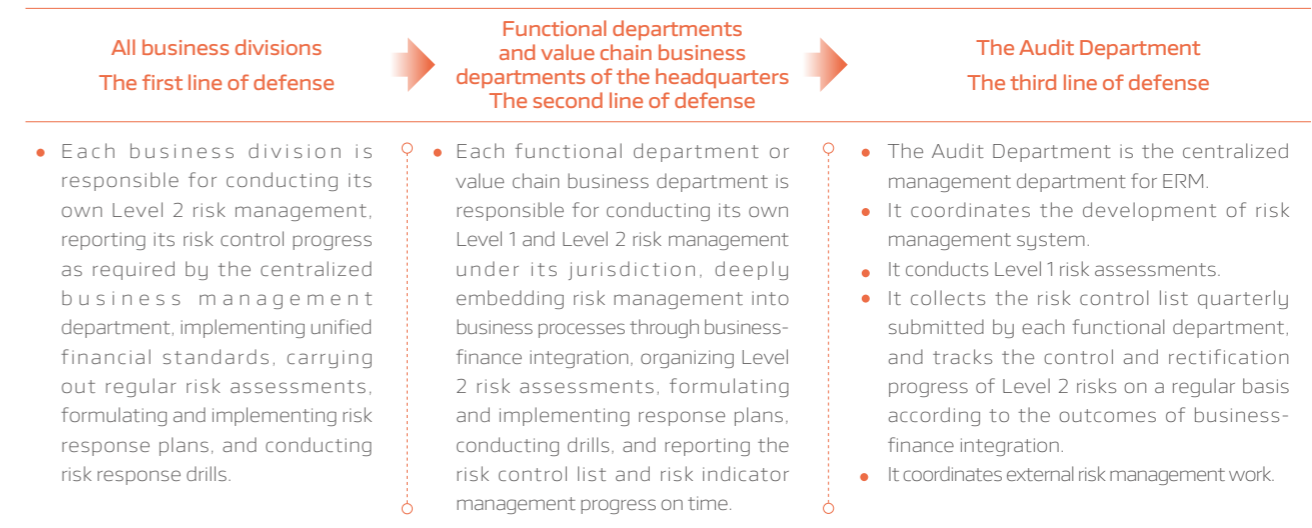 All business divisions
The first line of defense
Functional departments
and value chain business
departments of the headquarters
The second line of defense
The Audit Department
The third line of defense
Each business division is
responsible for conducting its
own Level 2 risk management,
reporting its risk control progress
as required by the centralized
business management
department, implementing unified
financial standards, carrying
out regular risk assessments,
formulating and implementing risk
response plans, and conducting
risk response drills.
Each functional department or
value chain business department is
responsible for conducting its own
Level 1 and Level 2 risk management
under its jurisdiction, deeply
embedding risk management into
business processes through business-
finance integration, organizing Level
2 risk assessments, formulating
and implementing response plans,
conducting drills, and reporting the
risk control list and risk indicator
management progress on time.
The Audit Department is the centralized
management department for ERM.
It coordinates the development of risk
management system.
It conducts Level 1 risk assessments.
It collects the risk control list quarterly
submitted by each functional department,
and tracks the control and rectification
progress of Level 2 risks on a regular basis
according to the outcomes of business-
finance integration.
It coordinates external risk management work.